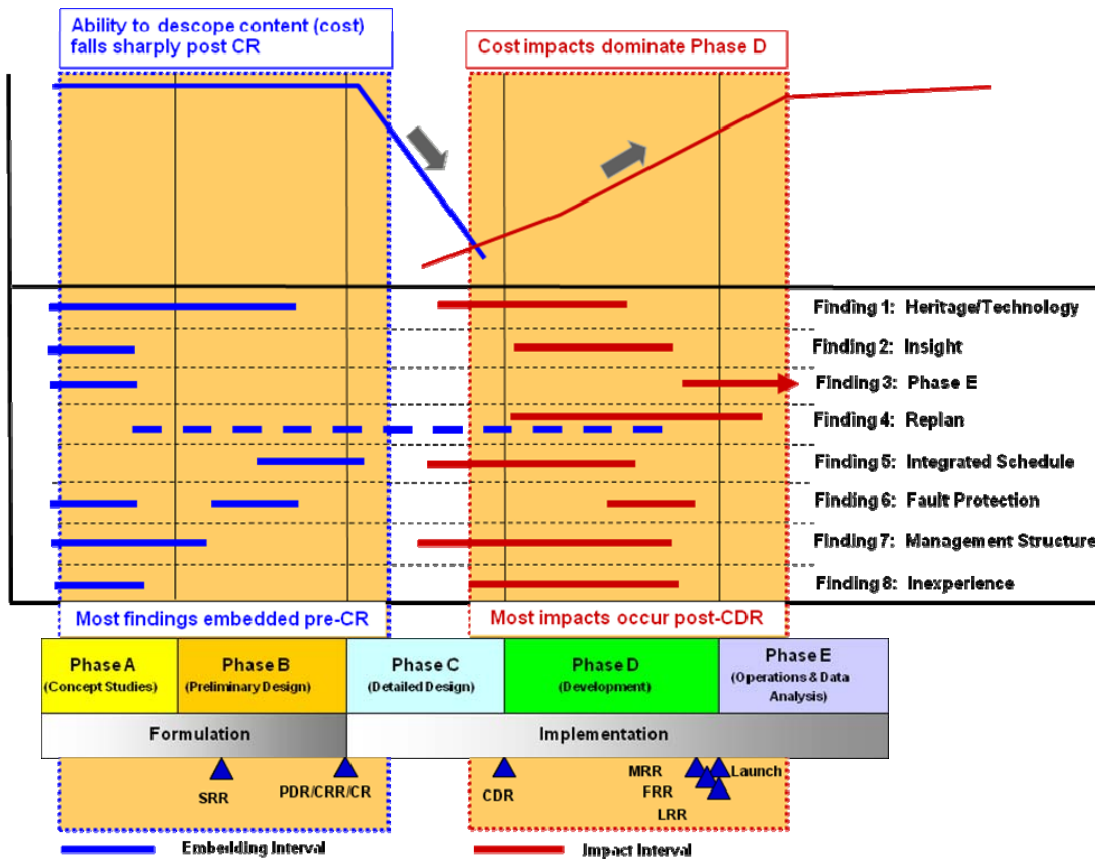 Ability to descope content (cost)
falls sharply post CR
Cost impacts dominate Phase D
Finding 1: Heritage/Technology
Finding 2: Insight
Finding 3: Phase E
Finding 4: Replan
Finding 5: Integrated Schedule
Finding 6: Fault Protection
Finding 7: Management Structure
Finding 8: Inexperience
Most findings embedded pre-CR
Most impacts occur post-CDR
Phase A
(Concept Studies)
Phase B
(Preliminary Design)
Phase C
(Detailed Design)
Phase D
(Development)
Phase E
(Operations & Data
Analysis)
Formulation
Implementation
SRR
PDR/CRR/CR
CDR
MRR
FRR
LRR
Launch
Embedding Interval
Impact Interval